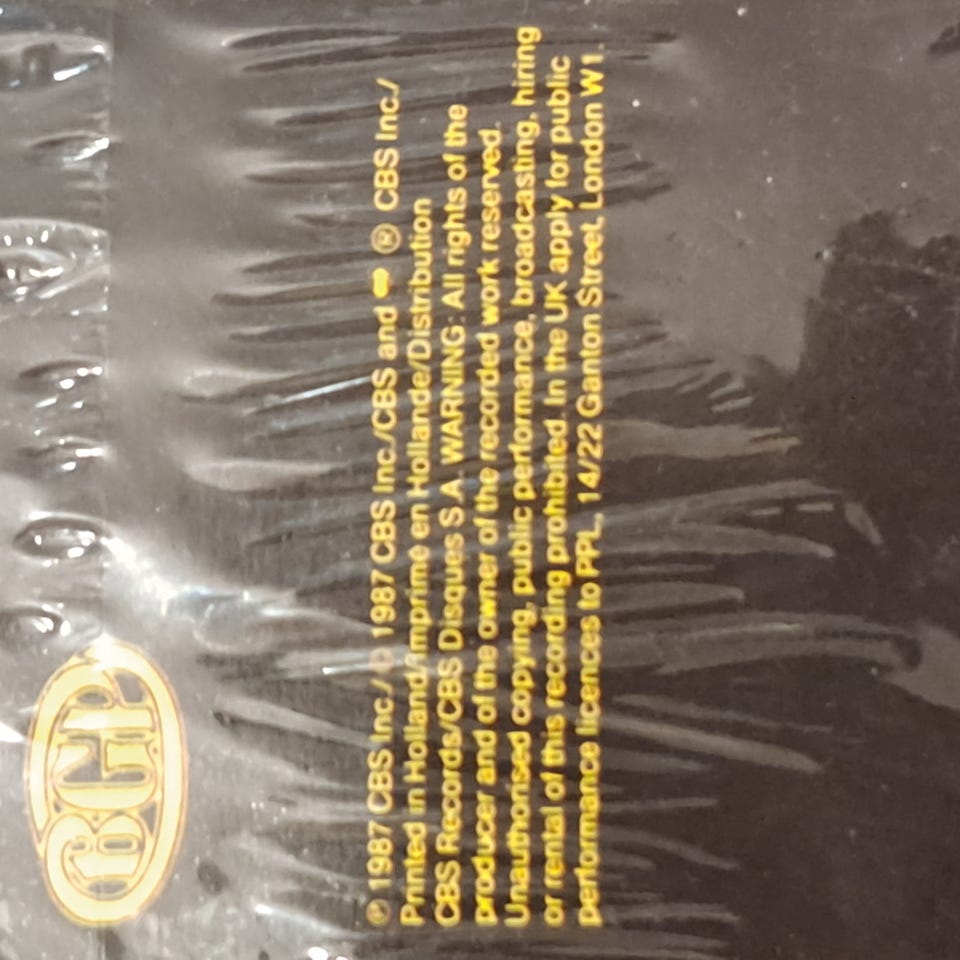 ℗ 1987 CBS Inc./ © 1987 CBS Inc./CBS and ® CBS Inc./
Printed in Holland/Imprimé en Hollande/Distribution
CBS Records/CBS Disques S.A. WARNING: All rights of the
producer and of the owner of the recorded work reserved.
Unauthorised copying, public performance, broadcasting, hiring
or rental of this recording prohibited. In the UK apply for public
performance licences to PPL, 14/22 Ganton Street, London W1.